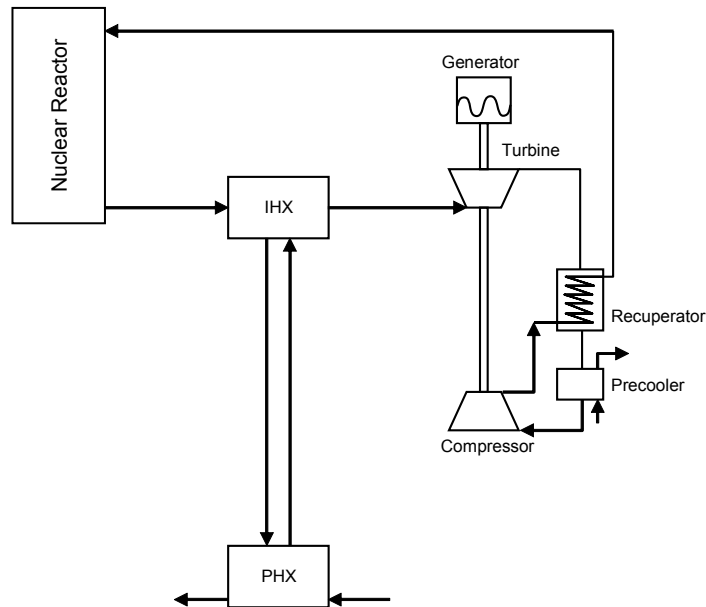 Nuclear Reactor
Generator
Turbine
IHX
Recuperator
Precooler
Compressor
PHX